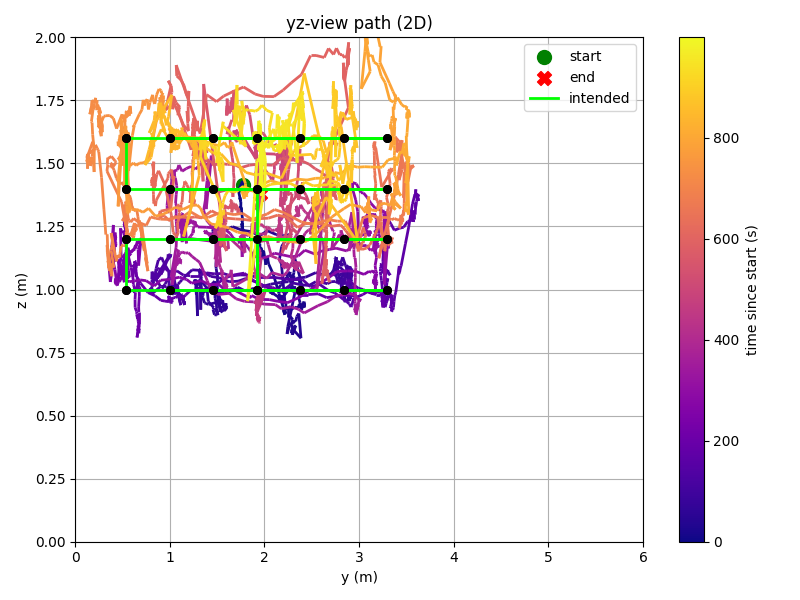 yz-view path (2D)
start
end
intended
2.00
1.75
1.50
1.25
1.00
0.75
0.50
0.25
0.00
z (m)
0 1 2 3 4 5 6
y (m)
800
600
400
200
0
time since start (s)